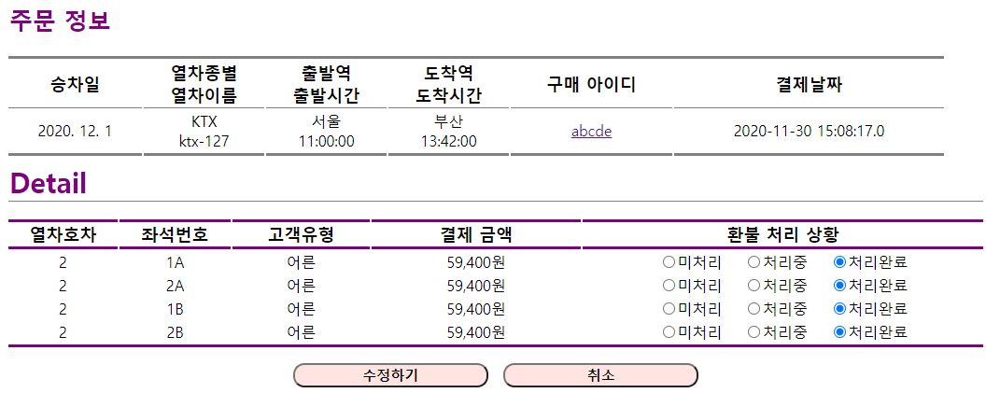 주문 정보
승차일 열차종별 출발역 도착역 구매 아이디 결제날짜
열차이름 출발시간 도착시간
2020. 12. 1 KTX 서울 부산 abcde 2020-11-30 15:08:17.0
ktx-127 11:00:00 13:42:00
Detail
열차호차 좌석번호 고객유형 결제 금액 환불 처리 상황
2 1A 어른 59,400원 미처리 처리중 처리완료
2 2A 어른 59,400원 미처리 처리중 처리완료
2 1B 어른 59,400원 미처리 처리중 처리완료
2 2B 어른 59,400원 미처리 처리중 처리완료
수정하기 취소